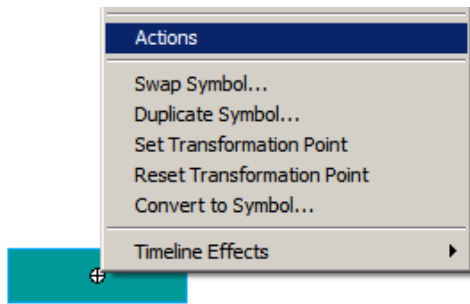 Actions
Swap Symbol...
Duplicate Symbol...
Set Transformation Point
Reset Transformation Point
Convert to Symbol...
Timeline Effects